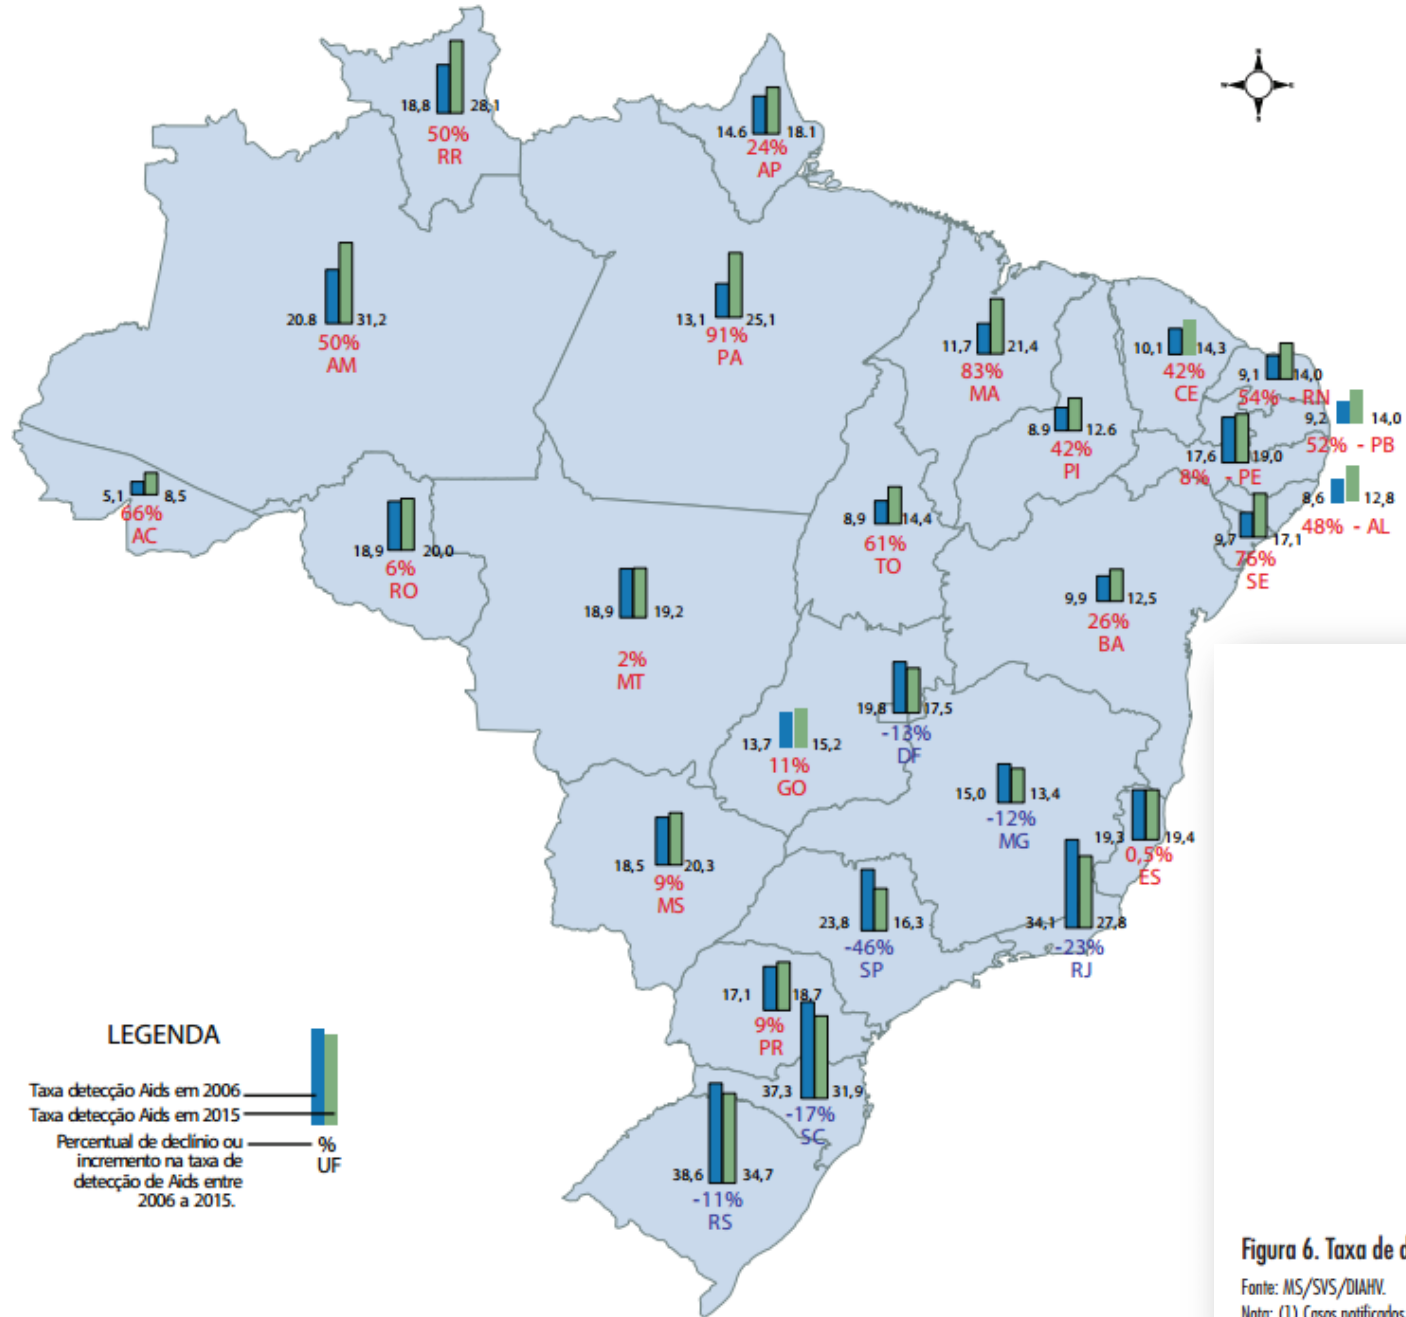 18,8 28,1
50%
RR
14.6 18.1
24%
AP
20.8 31,2
50%
AM
13,1 25,1
91%
PA
11,7 21,4
83%
MA
10,1 14,3
42%
CE
9,1 14,0
54% - RN
9,2 14,0
52% - PB
8.9 12.6
42%
PI
17,6 19,0
8% - PE
8,6 12,8
48% - AL
5,1 8,5
66%
AC
18,9 20,0
6%
RO
8,9 14,4
61%
TO
9,7 17,1
76%
SE
9,9 12,5
26%
BA
18,9 19,2
2%
MT
19,8 17,5
-13%
DF
13,7 15,2
11%
GO
15,0 13,4
-12%
MG
19,3 19,4
0,5%
ES
18,5 20,3
9%
MS
23,8 16,3
-46%
SP
34,1 27,8
-23%
RJ
17,1 18,7
9%
PR
37,3 31,9
-17%
SC
38,6 34,7
-11%
RS
LEGENDA
Taxa detecção Aids em 2006
Taxa detecção Aids em 2015
Percentual de declínio ou
incremento na taxa de
detecção de Aids entre
2006 a 2015.
%
UF
Figura 6. Taxa de d
Fonte: MS/SVS/DIAHV.
Nota: (1) Casos notificados